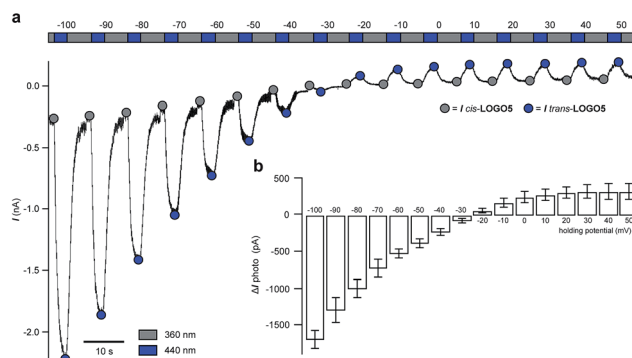 a
-100 -90 -80 -70 -60 -50 -40 -30 -20 -10 0 10 20 30 40 50
0.0
= I cis-LOGO5 = I trans-LOGO5
-0.5
-1.0
-1.5
-2.0
I (nA)
10 s
360 nm
440 nm
b
500
0
-500
-1000
-1500
ΔI photo (pA)
-100 -90 -80 -70 -60 -50 -40 -30
-20 -10 0 10 20 30 40 50
holding potential (mV)